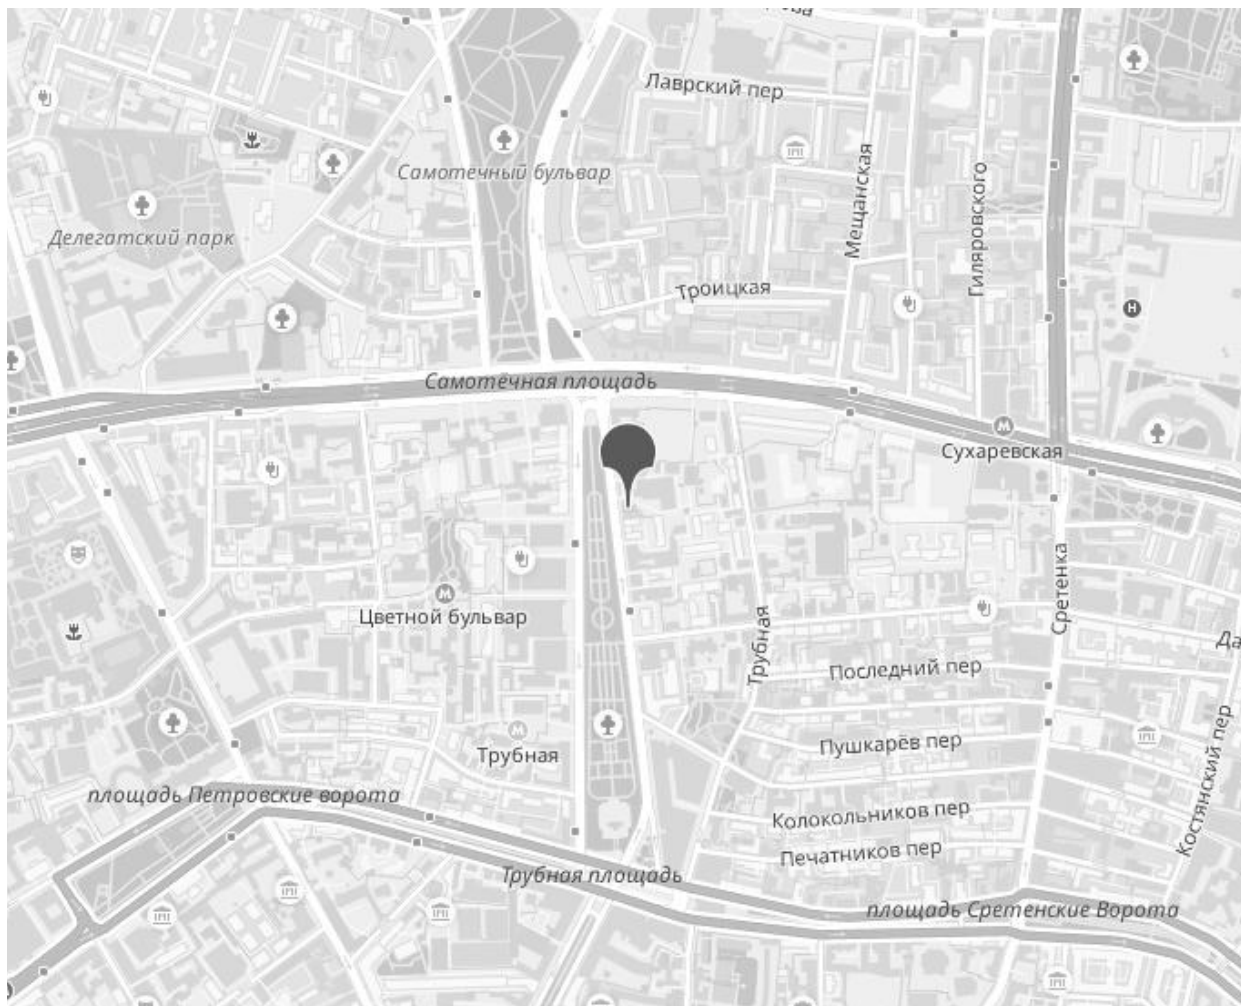 Лаврский пер
Самотечный бульвар
Мещанская
Гиляровского
Делегатский парк
Троицкая
Самотёчная площадь
Сухаревская
Цветной бульвар
Трубная
Сретенка
Последний пер
Трубная
Пушкарёв пер
Костянский пер
площадь Петровские ворота
Колокольников пер
Печатников пер
Трубная площадь
площадь Сретенские Ворота